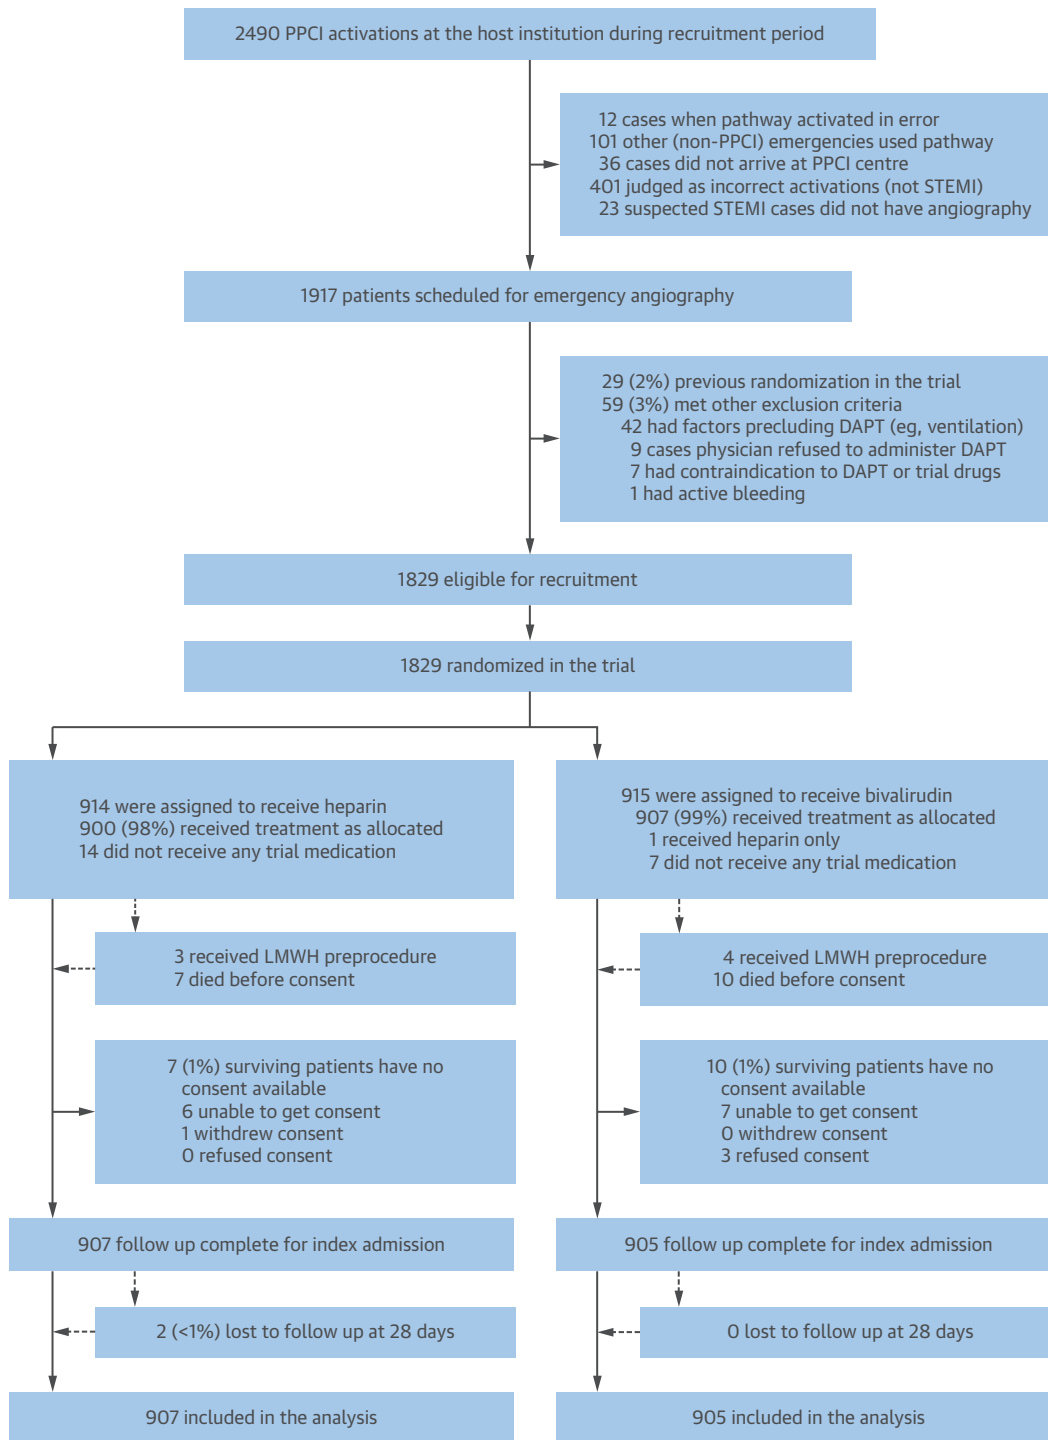 2490 PPCI activations at the host institution during recruitment period
12 cases when pathway activated in error
101 other (non-PPCI) emergencies used pathway
36 cases did not arrive at PPCI centre
401 judged as incorrect activations (not STEMI)
23 suspected STEMI cases did not have angiography
1917 patients scheduled for emergency angiography
29 (2%) previous randomization in the trial
59 (3%) met other exclusion criteria
42 had factors precluding DAPT (eg, ventilation)
9 cases physician refused to administer DAPT
7 had contraindication to DAPT or trial drugs
1 had active bleeding
1829 eligible for recruitment
1829 randomized in the trial
914 were assigned to receive heparin
900 (98%) received treatment as allocated
14 did not receive any trial medication
915 were assigned to receive bivalirudin
907 (99%) received treatment as allocated
1 received heparin only
7 did not receive any trial medication
3 received LMWH preprocedure
7 died before consent
4 received LMWH preprocedure
10 died before consent
7 (1%) surviving patients have no
consent available
6 unable to get consent
1 withdrew consent
0 refused consent
10 (1%) surviving patients have no
consent available
7 unable to get consent
0 withdrew consent
3 refused consent
907 follow up complete for index admission
905 follow up complete for index admission
2 (<1%) lost to follow up at 28 days
0 lost to follow up at 28 days
907 included in the analysis
905 included in the analysis